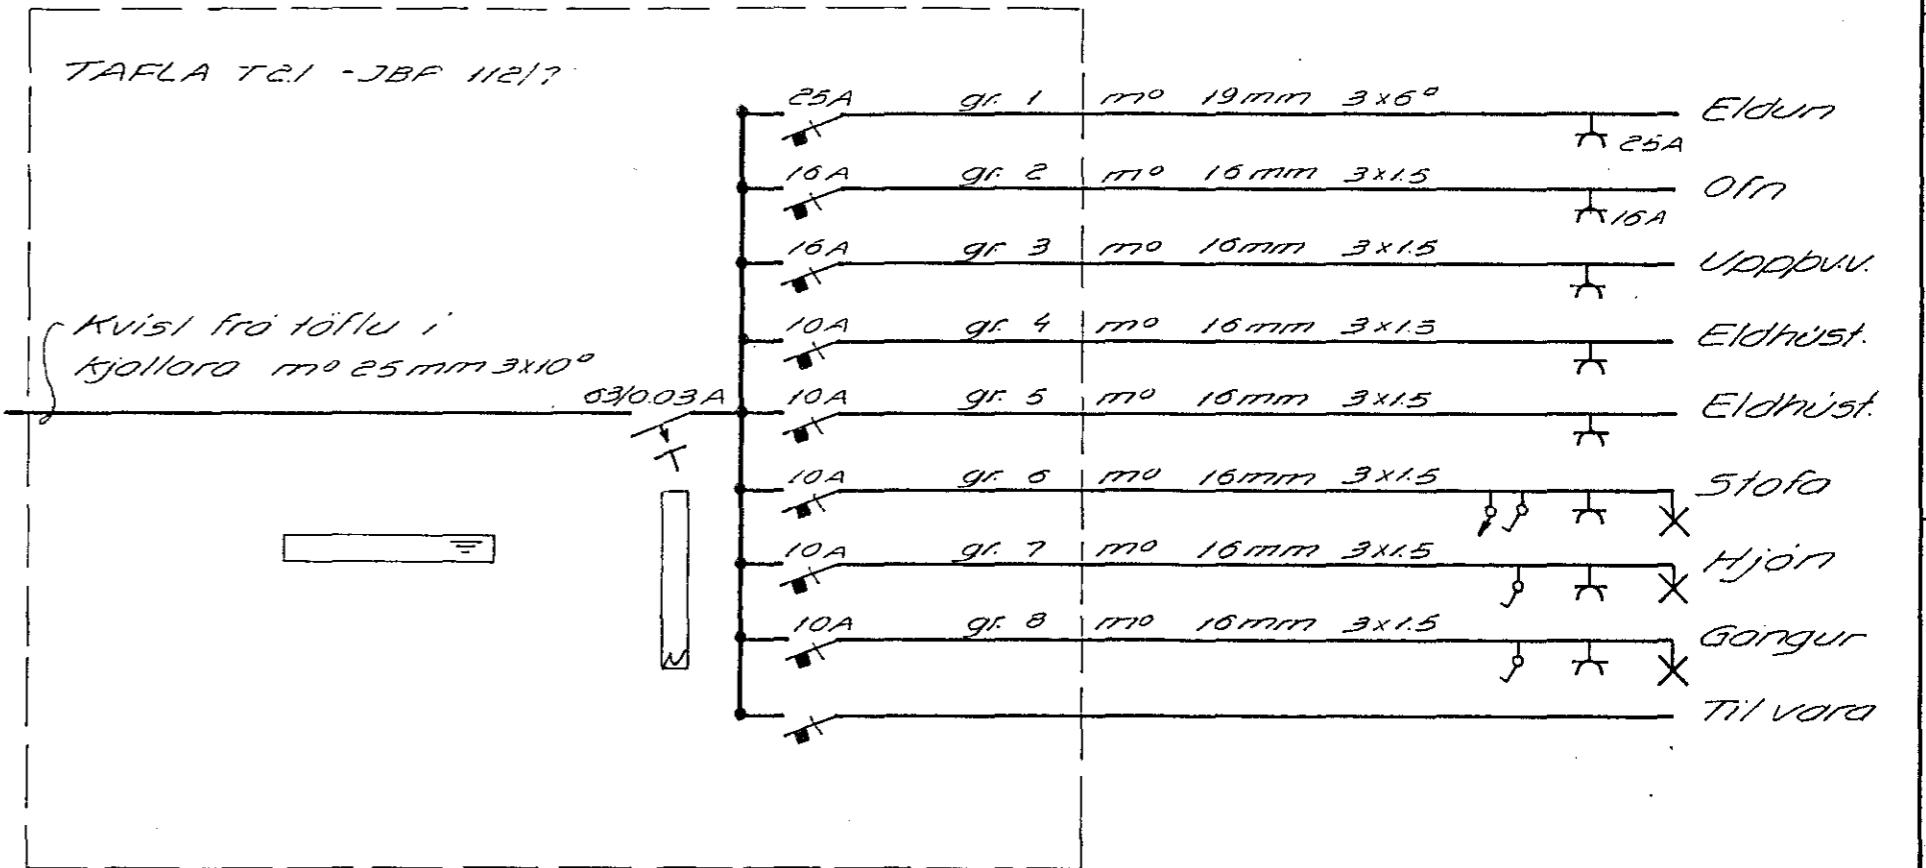 TAFLA T2.1 - JBF 112/?
25A gr. 1 m° 19mm 3x6° Eldun
25A
16A gr. 2 m° 16mm 3x1.5 Ofn
16A
16A gr. 3 m° 16mm 3x1.5 Uppþv.v.
Kvísl frá töflu í
kjallara m° 25mm 3x10°
10A gr. 4 m° 16mm 3x1.5 Eldhúst.
63/0.03A
10A gr. 5 m° 16mm 3x1.5 Eldhúst.
10A gr. 6 m° 16mm 3x1.5 Stofa
10A gr. 7 m° 16mm 3x1.5 Hjón
10A gr. 8 m° 16mm 3x1.5 Gangur
Til vara
N